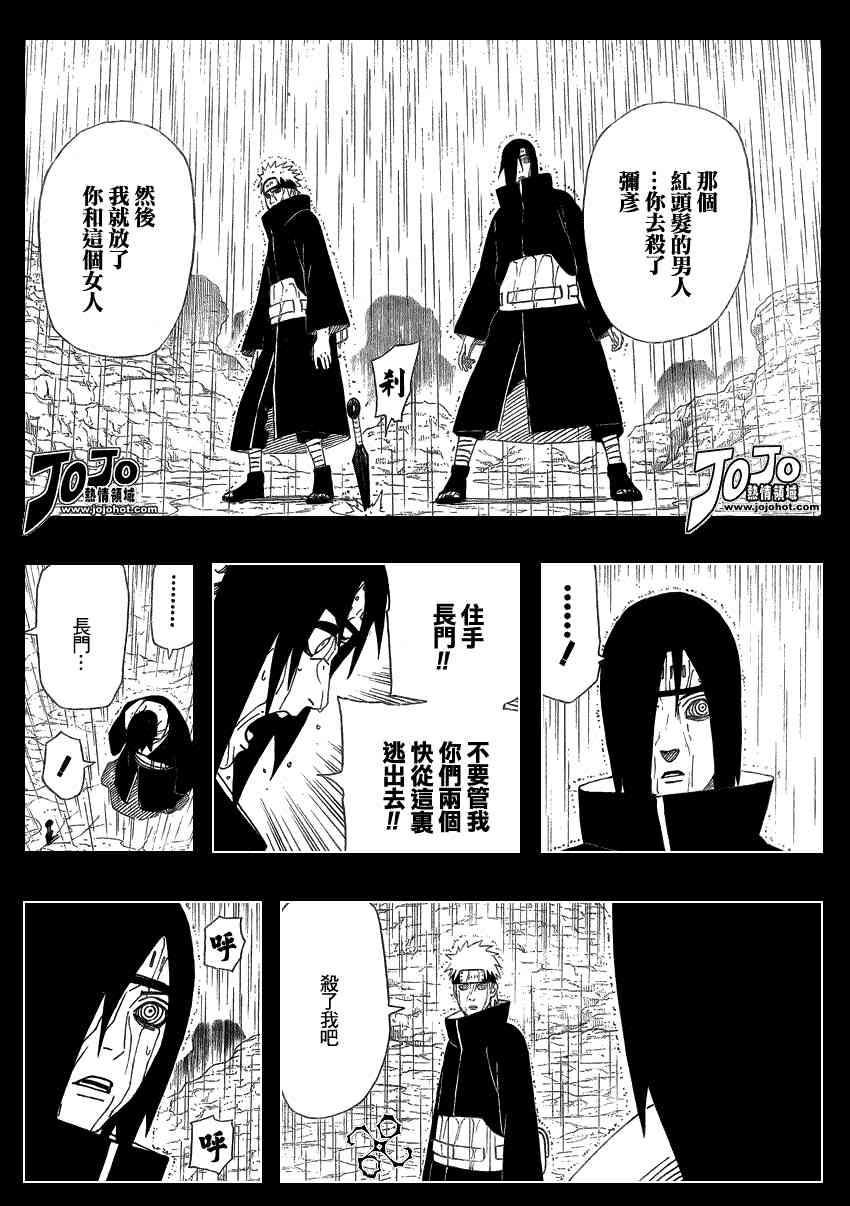 那個
紅頭髮的男人
…你去殺了
彌彥
然後
我就放了
你和這個女人
剎
JOJO
熱情領域
www.jojohot.com
JOJO
熱情領域
www.jojohot.com
……！
住手
長門!!
不要管我
你們兩個
快從這裏
逃出去!!
………
長門…
！
殺了我吧
呼
呼